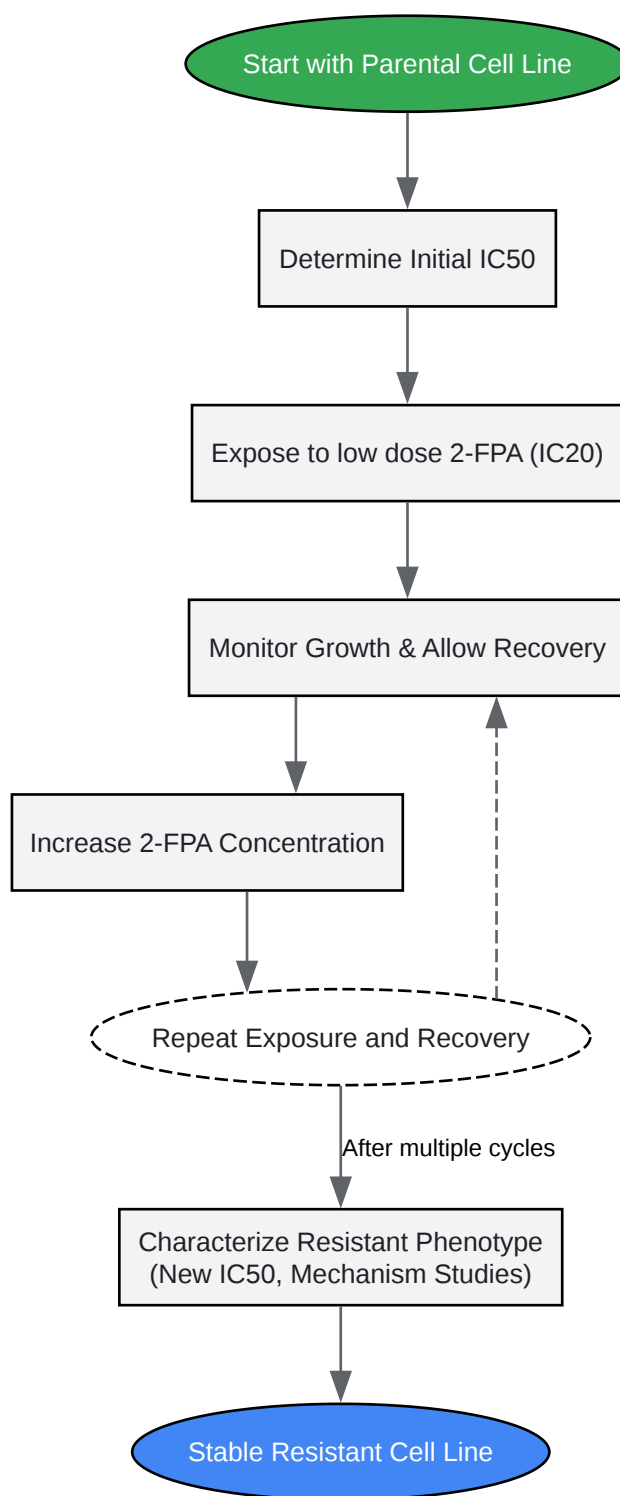 Start with Parental Cell Line
Determine Initial IC50
Expose to low dose 2-FPA (IC20)
Monitor Growth & Allow Recovery
Increase 2-FPA Concentration
Repeat Exposure and Recovery
After multiple cycles
Characterize Resistant Phenotype
(New IC50, Mechanism Studies)
Stable Resistant Cell Line